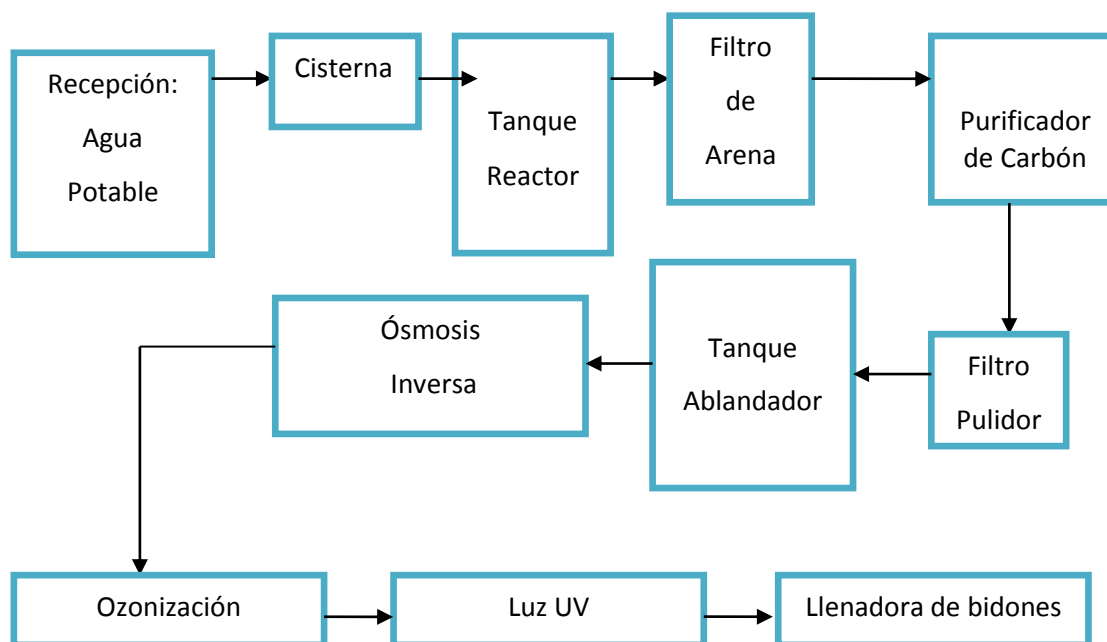 Recepción:
Agua
Potable
Cisterna
Tanque
Reactor
Filtro
de
Arena
Purificador
de Carbón
Filtro
Pulidor
Tanque
Ablandador
Ósmosis
Inversa
Ozonización
Luz UV
Llenadora de bidones